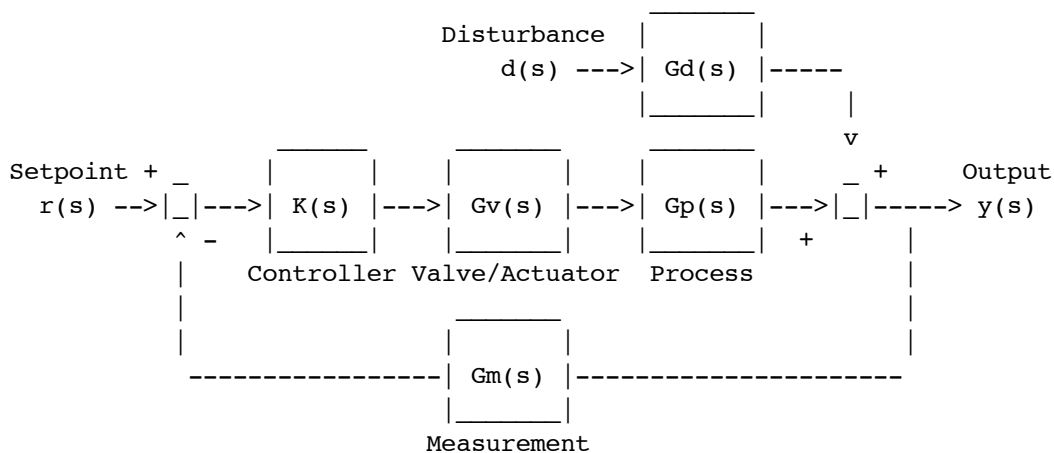 Disturbance
d(s) --->| Gd(s) |-----
Setpoint + _ _ + Output
r(s) -->|_|--->| K(s) |--->| Gv(s) |--->| Gp(s) |--->|_|-----> y(s)
^ - + |
Controller Valve/Actuator Process
-----------------| Gm(s) |----------------------
Measurement